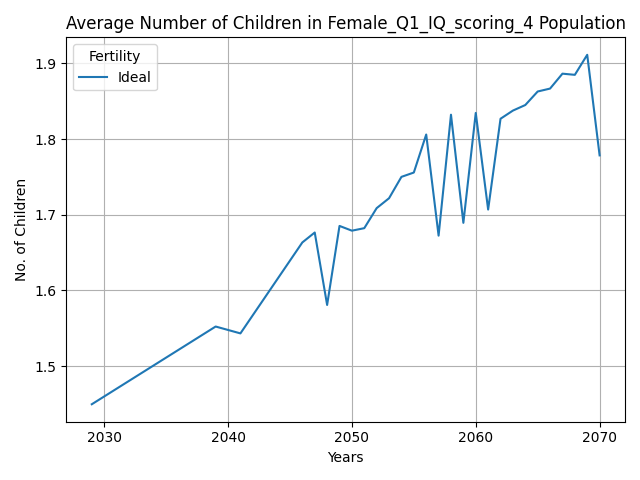 Average Number of Children in Female_Q1_IQ_scoring_4 Population
Fertility
Ideal
1.9
1.8
1.7
1.6
1.5
No. of Children
2030 2040 2050 2060 2070
Years